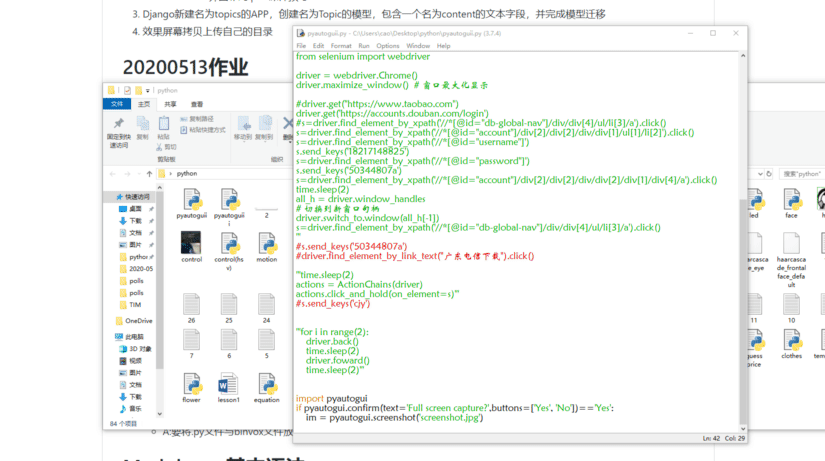 3. Django新建名为topics的APP，创建名为Topic的模型，包含一个名为content的文本字段，并完成模型迁移
4. 效果屏幕拷贝上传自己的目录
20200513作业
pyautogui.py - C:\Users\cao\Desktop\python\pyautogui.py (3.7.4)
File Edit Format Run Options Window Help
from selenium import webdriver
driver = webdriver.Chrome()
driver.maximize_window() # 窗口最大化显示
#driver.get("https://www.taobao.com")
driver.get('https://accounts.douban.com/login')
#s=driver.find_element_by_xpath('//*[@id="db-global-nav"]/div/div[4]/ul/li[3]/a').click()
s=driver.find_element_by_xpath('//*[@id="account"]/div[2]/div[2]/div/div[1]/ul[1]/li[2]').click()
s=driver.find_element_by_xpath('//*[@id="username"]')
s.send_keys('18217148825')
s=driver.find_element_by_xpath('//*[@id="password"]')
s.send_keys('50344807a')
s=driver.find_element_by_xpath('//*[@id="account"]/div[2]/div[2]/div/div[2]/div[1]/div[4]/a').click()
time.sleep(2)
all_h = driver.window_handles
# 切换到新窗口的柄
driver.switch_to.window(all_h[-1])
s=driver.find_element_by_xpath('//*[@id="db-global-nav"]/div/div[4]/ul/li[3]/a').click()
'''
#s.send_keys('50344807a')
#driver.find_element_by_link_text("广东电信下载").click()
'''time.sleep(2)
actions = ActionChains(driver)
actions.click_and_hold(on_element=s)'''
#s.send_keys('cjy')
'''for i in range(2):
driver.back()
time.sleep(2)
driver.foward()
time.sleep(2)'''
import pyautogui
if pyautogui.confirm(text='Full screen capture?',buttons=['Yes', 'No'])=='Yes':
im = pyautogui.screenshot('screenshot.jpg')
Ln: 42 Col: 29
python
文件 主页 共享 查看
固定到快速访问 复制 粘贴 复制路径 粘贴快捷方式 剪切 移动到 复制到 删除
剪贴板 组织
python
搜索"python"
快速访问
桌面
下载
文档
图片
python
2020-05
polls
polls
TIM
OneDrive
此电脑
3D 对象
视频
图片
文档
下载
音乐
84 个项目
pyautogui pyautoguii 2
control control(hsv) motion
26 25 24
7 6 5
flower lesson1 equation
led face
haarcascade_eye haarcascade_frontalface_default
11 10
guess price clothes
A:要将.py文件与binvox文件放